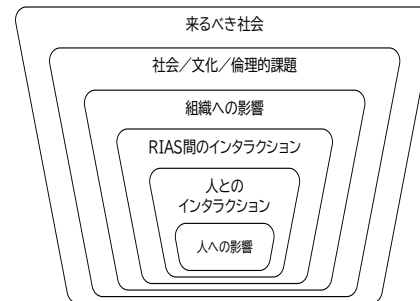 来るべき社会
社会／文化／倫理的課題
組織への影響
RIAS間のインタラクション
人との
インタラクション
人への影響